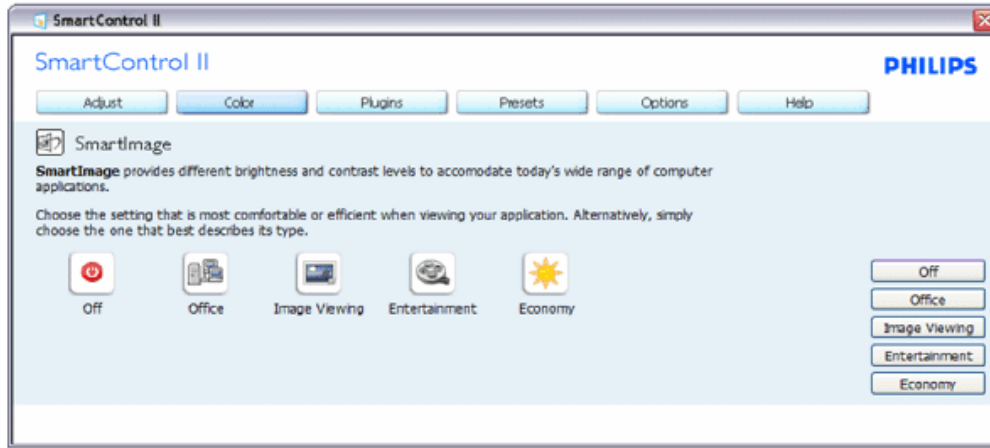 SmartControl II
SmartControl II
PHILIPS
Adjust
Color
Plugins
Presets
Options
Help
SmartImage
SmartImage provides different brightness and contrast levels to accomodate today's wide range of computer
applications.
Choose the setting that is most comfortable or efficient when viewing your application. Alternatively, simply
choose the one that best describes its type.
Off
Office
Image Viewing
Entertainment
Economy
Off
Office
Image Viewing
Entertainment
Economy